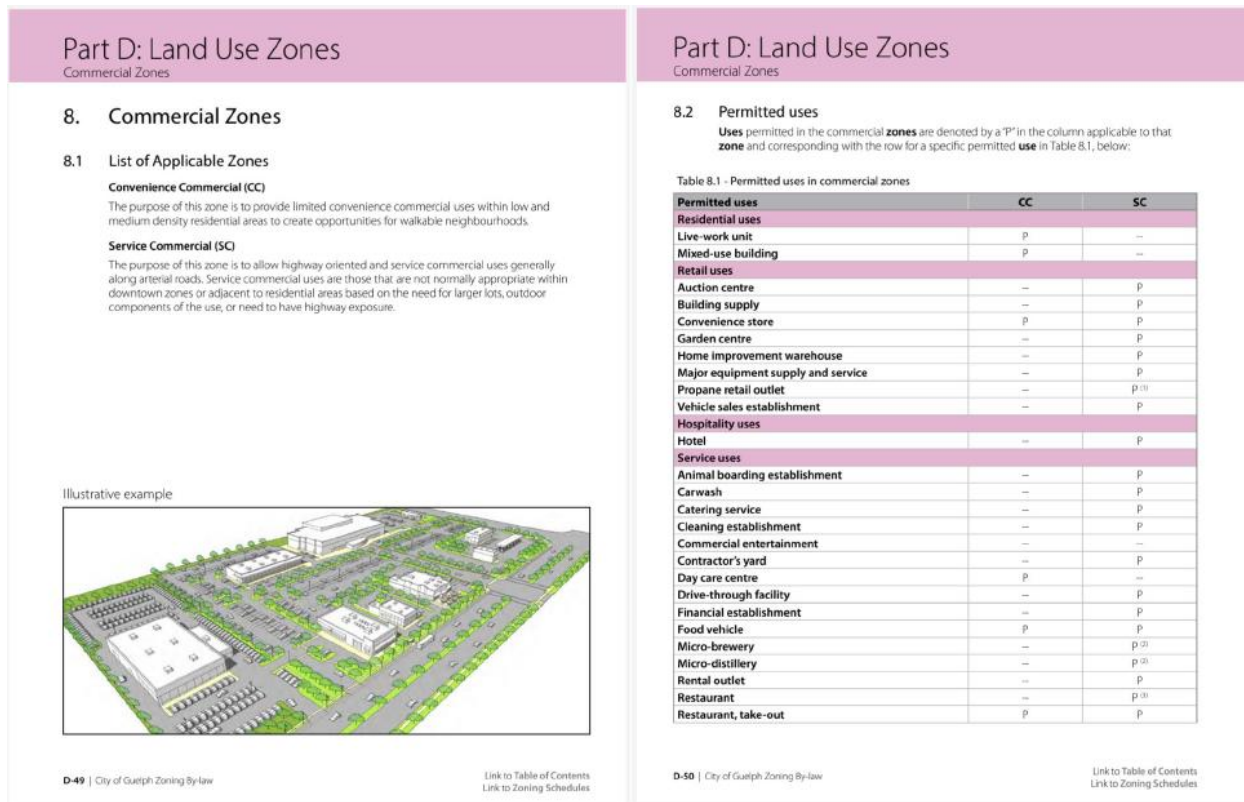 Part D: Land Use Zones
Commercial Zones
8. Commercial Zones
8.1 List of Applicable Zones
Convenience Commercial (CC)
The purpose of this zone is to provide limited convenience commercial uses within low and
medium density residential areas to create opportunities for walkable neighbourhoods.
Service Commercial (SC)
The purpose of this zone is to allow highway oriented and service commercial uses generally
along arterial roads. Service commercial uses are those that are not normally appropriate within
downtown zones or adjacent to residential areas based on the need for larger lots, outdoor
components of the use, or need to have highway exposure.
Illustrative example
D-49 | City of Guelph Zoning By-law
Link to Table of Contents
Link to Zoning Schedules
Part D: Land Use Zones
Commercial Zones
8.2 Permitted uses
Uses permitted in the commercial zones are denoted by a "P" in the column applicable to that
zone and corresponding with the row for a specific permitted use in Table 8.1, below:
Table 8.1 - Permitted uses in commercial zones
Permitted uses CC SC
Residential uses
Live-work unit P --
Mixed-use building P --
Retail uses
Auction centre -- P
Building supply -- P
Convenience store P P
Garden centre -- P
Home improvement warehouse -- P
Major equipment supply and service -- P
Propane retail outlet -- P (1)
Vehicle sales establishment -- P
Hospitality uses
Hotel -- P
Service uses
Animal boarding establishment -- P
Carwash -- P
Catering service -- P
Cleaning establishment -- P
Commercial entertainment -- --
Contractor's yard -- P
Day care centre P --
Drive-through facility -- P
Financial establishment -- P
Food vehicle P P
Micro-brewery -- P (2)
Micro-distillery -- P (2)
Rental outlet -- P
Restaurant -- P (3)
Restaurant, take-out P P
D-50 | City of Guelph Zoning By-law
Link to Table of Contents
Link to Zoning Schedules